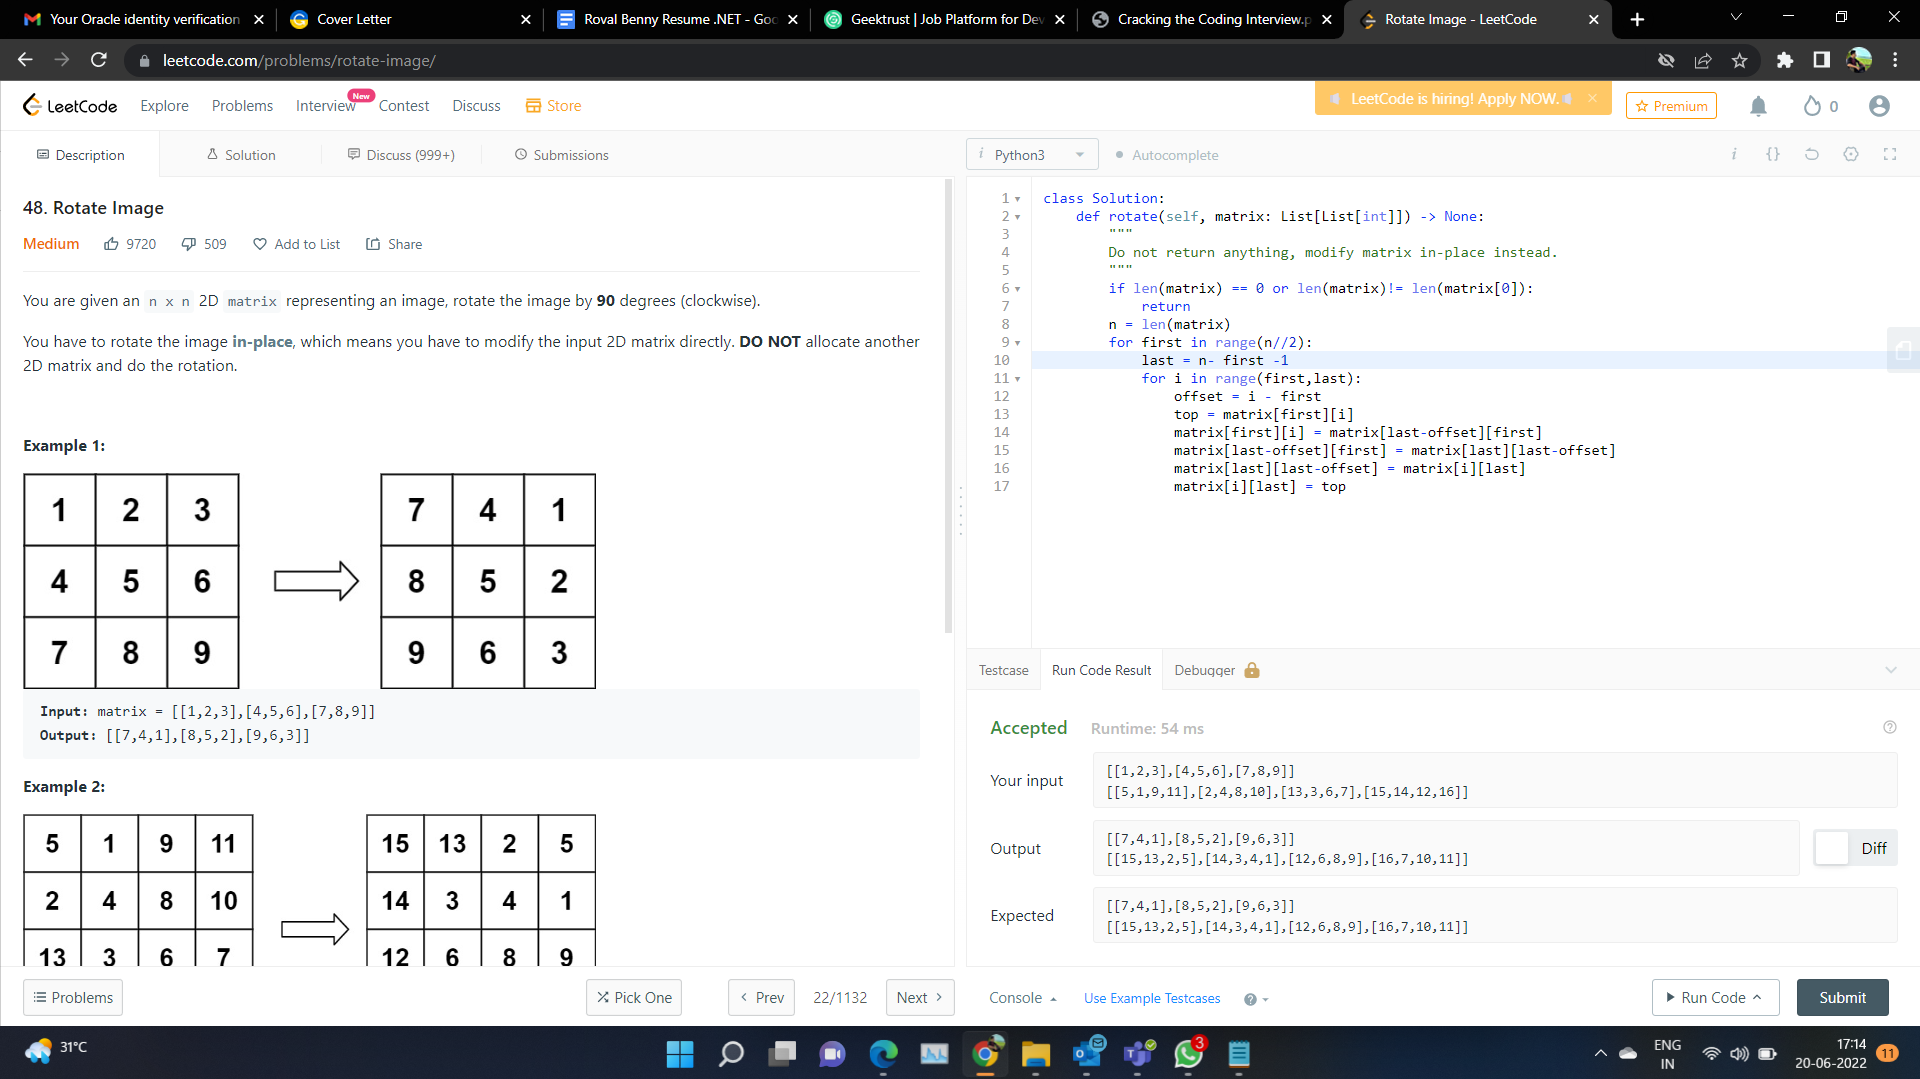 Your Oracle identity verification
Cover Letter
Roval Benny Resume .NET - Goo
Geektrust | Job Platform for Dev
Cracking the Coding Interview.p
Rotate Image - LeetCode
leetcode.com/problems/rotate-image/
LeetCode
Explore
Problems
Interview
New
Contest
Discuss
Store
LeetCode is hiring! Apply NOW.
Premium
0
Description
Solution
Discuss (999+)
Submissions
i Python3
Autocomplete
i {}
48. Rotate Image
Medium 9720 509 Add to List Share
You are given an n x n 2D matrix representing an image, rotate the image by 90 degrees (clockwise).
You have to rotate the image in-place, which means you have to modify the input 2D matrix directly. DO NOT allocate another
2D matrix and do the rotation.
Example 1:
1 2 3 7 4 1
4 5 6 8 5 2
7 8 9 9 6 3
Input: matrix = [[1,2,3],[4,5,6],[7,8,9]]
Output: [[7,4,1],[8,5,2],[9,6,3]]
Example 2:
5 1 9 11 15 13 2 5
2 4 8 10 14 3 4 1
13 3 6 7 12 6 8 9
Problems
Pick One
Prev
22/1132
Next
1 class Solution:
2 def rotate(self, matrix: List[List[int]]) -> None:
3 """
4 Do not return anything, modify matrix in-place instead.
5 """
6 if len(matrix) == 0 or len(matrix)!= len(matrix[0]):
7 return
8 n = len(matrix)
9 for first in range(n//2):
10 last = n- first -1
11 for i in range(first,last):
12 offset = i - first
13 top = matrix[first][i]
14 matrix[first][i] = matrix[last-offset][first]
15 matrix[last-offset][first] = matrix[last][last-offset]
16 matrix[last][last-offset] = matrix[i][last]
17 matrix[i][last] = top
Testcase
Run Code Result
Debugger
Accepted Runtime: 54 ms
Your input
[[1,2,3],[4,5,6],[7,8,9]]
[[5,1,9,11],[2,4,8,10],[13,3,6,7],[15,14,12,16]]
Output
[[7,4,1],[8,5,2],[9,6,3]]
[[15,13,2,5],[14,3,4,1],[12,6,8,9],[16,7,10,11]]
Diff
Expected
[[7,4,1],[8,5,2],[9,6,3]]
[[15,13,2,5],[14,3,4,1],[12,6,8,9],[16,7,10,11]]
Console
Use Example Testcases
Run Code
Submit
31°C
3
ENG
IN
17:14
20-06-2022
11